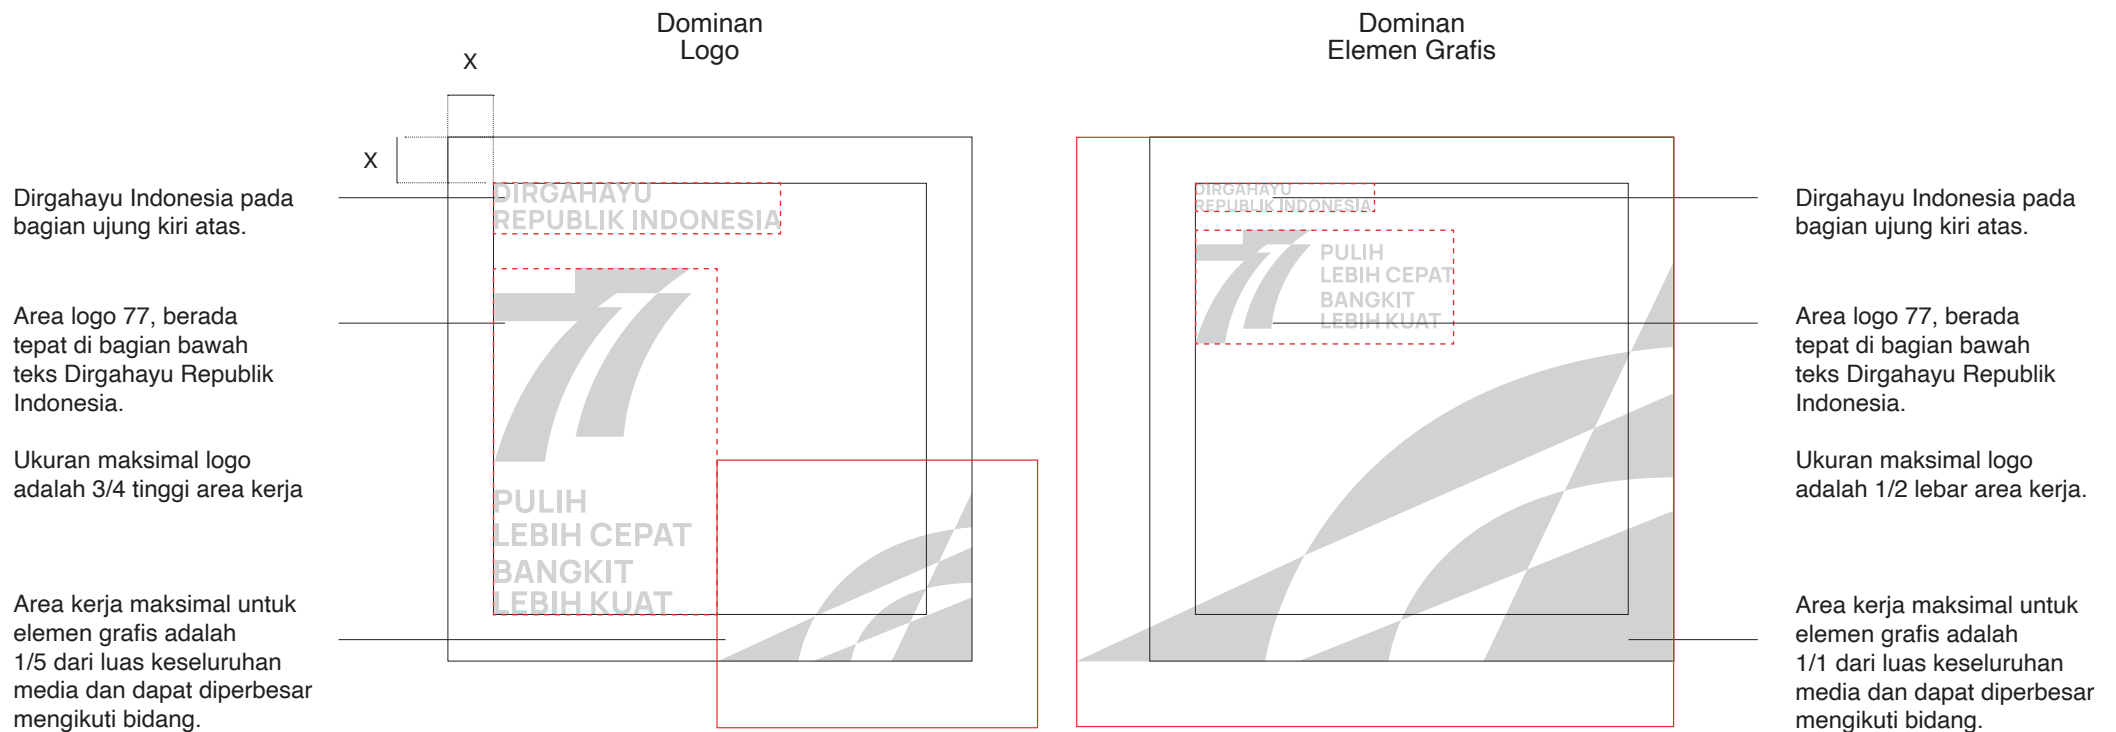 Dominan
Logo
X
X
Dirgahayu Indonesia pada
bagian ujung kiri atas.
Area logo 77, berada
tepat di bagian bawah
teks Dirgahayu Republik
Indonesia.
Ukuran maksimal logo
adalah 3/4 tinggi area kerja
Area kerja maksimal untuk
elemen grafis adalah
1/5 dari luas keseluruhan
media dan dapat diperbesar
mengikuti bidang.
DIRGAHAYU
REPUBLIK INDONESIA
77
PULIH
LEBIH CEPAT
BANGKIT
LEBIH KUAT
Dominan
Elemen Grafis
DIRGAHAYU
REPUBLIK INDONESIA
77
PULIH
LEBIH CEPAT
BANGKIT
LEBIH KUAT
Dirgahayu Indonesia pada
bagian ujung kiri atas.
Area logo 77, berada
tepat di bagian bawah
teks Dirgahayu Republik
Indonesia.
Ukuran maksimal logo
adalah 1/2 lebar area kerja.
Area kerja maksimal untuk
elemen grafis adalah
1/1 dari luas keseluruhan
media dan dapat diperbesar
mengikuti bidang.